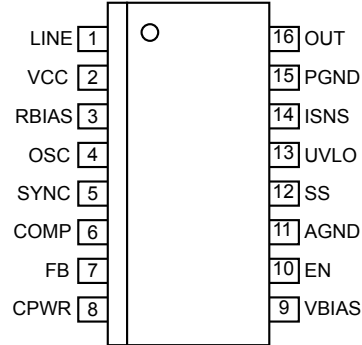 LINE 1 16 OUT
VCC 2 15 PGND
RBIAS 3 14 ISNS
OSC 4 13 UVLO
SYNC 5 12 SS
COMP 6 11 AGND
FB 7 10 EN
CPWR 8 9 VBIAS